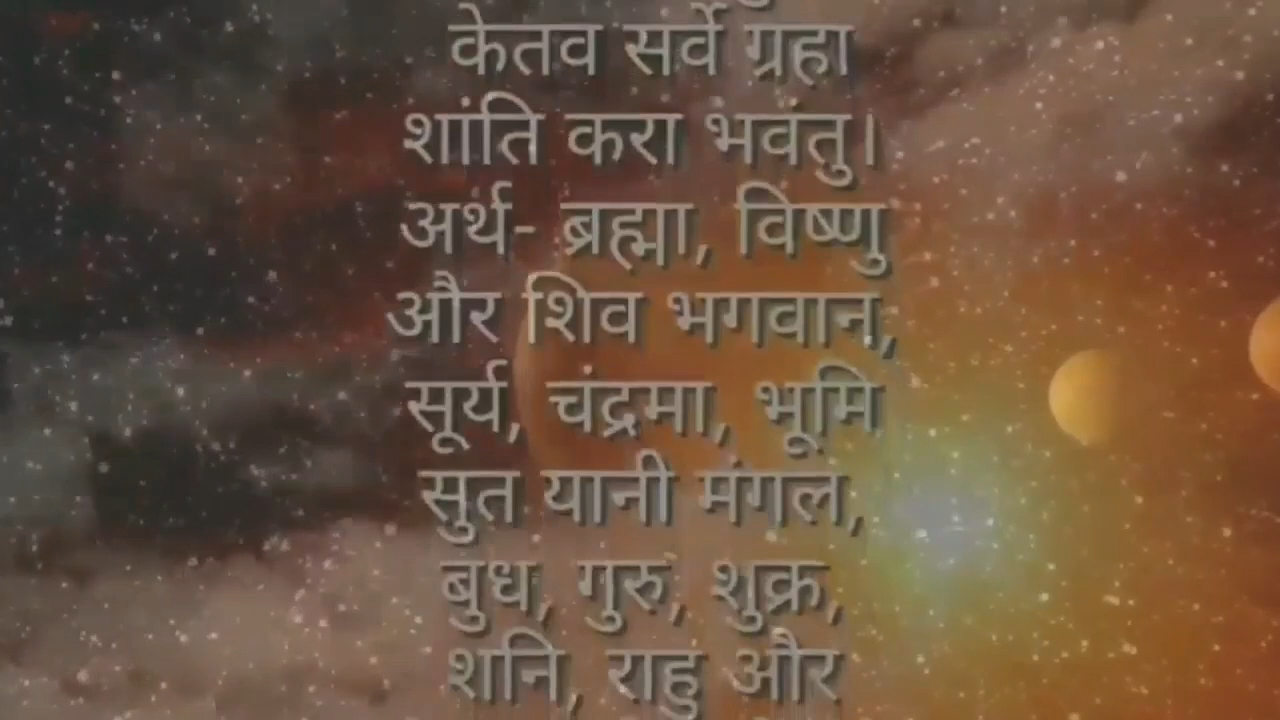 केतव सर्वे ग्रहा
शांति करा भवंतु।
अर्थ- ब्रह्मा, विष्णु
और शिव भगवान,
सूर्य, चंद्रमा, भूमि
सुत यानी मंगल,
बुध, गुरु, शुक्र,
शनि, राहु और